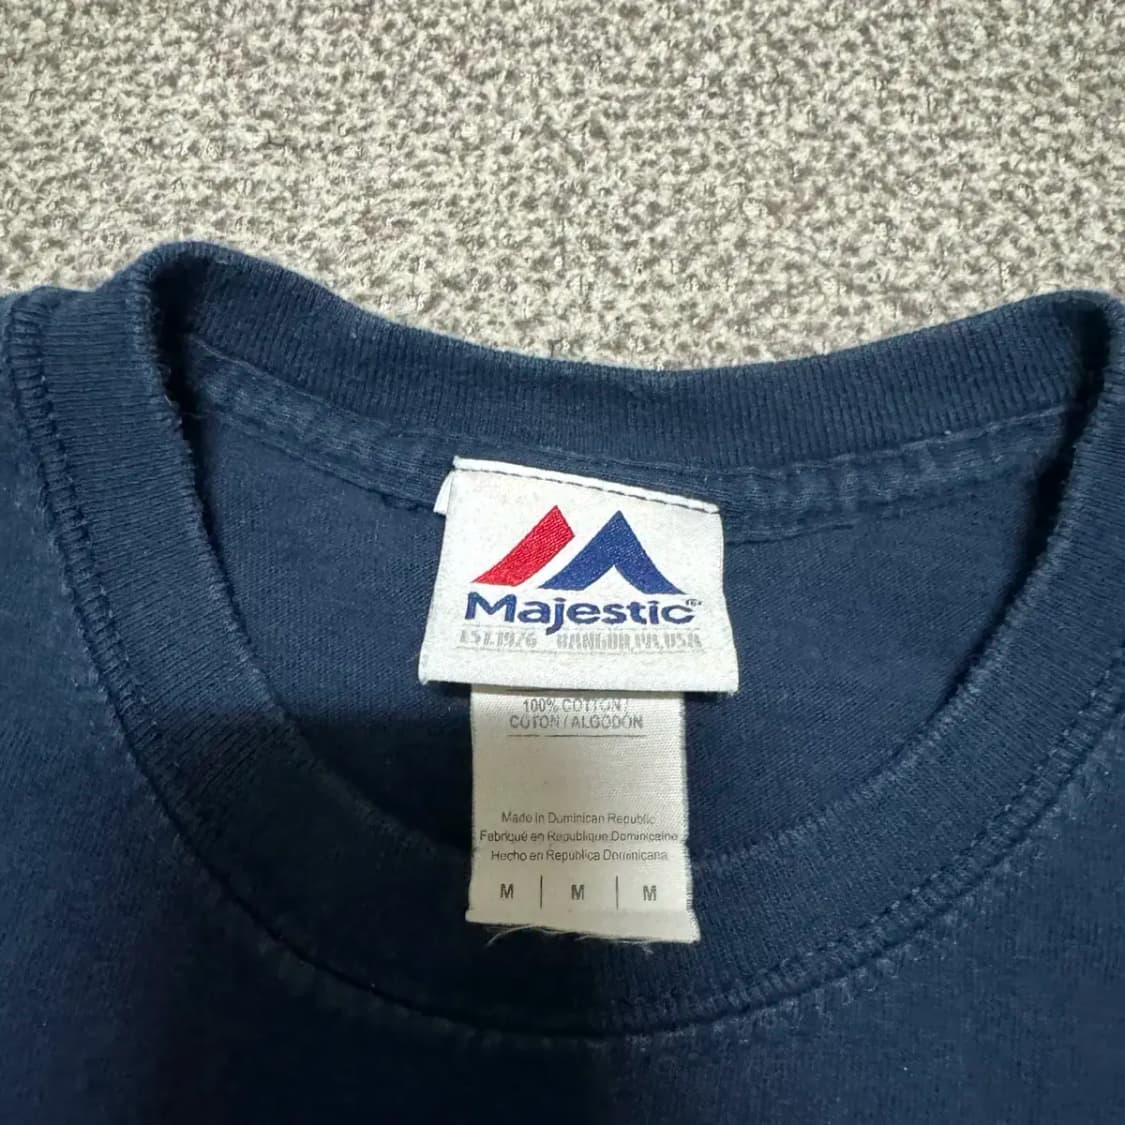 Majestic
EST.1976 BANGOR,PA,USA
100% COTTON /
COTON / ALGODÓN
Made in Dominican Republic
Fabriqué en Republique Dominicaine
Hecho en Republica Dominicana
M | M | M